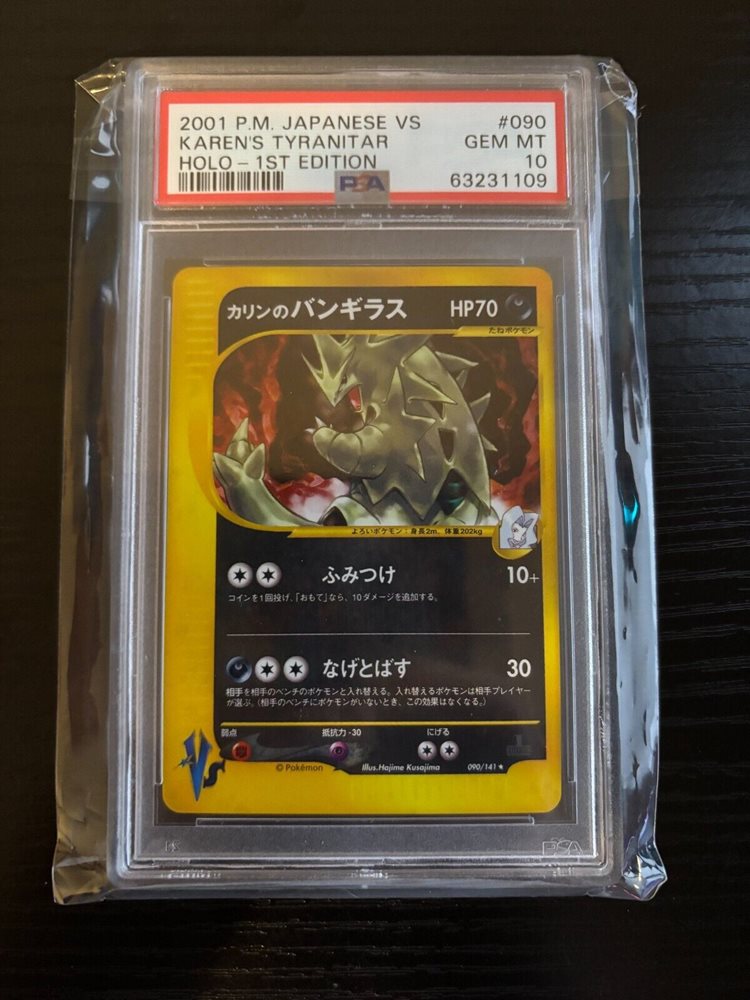 2001 P.M. JAPANESE VS #090
KAREN'S TYRANITAR GEM MT
HOLO - 1ST EDITION 10
PSA 63231109
カリンのバンギラス HP70
たねポケモン
よろいポケモン：身長2m、体重202kg
ふみつけ 10+
コインを1回投げ、「おもて」なら、10ダメージを追加する。
なげとばす 30
相手を相手のベンチのポケモンと入れ替える。入れ替えるポケモンは相手プレイヤー
が選ぶ。（相手のベンチにポケモンがいないとき、この効果はなくなる。）
弱点 抵抗力 -30 にげる
VS
© Pokémon Illus.Hajime Kusajima 090/141 ★
PSA